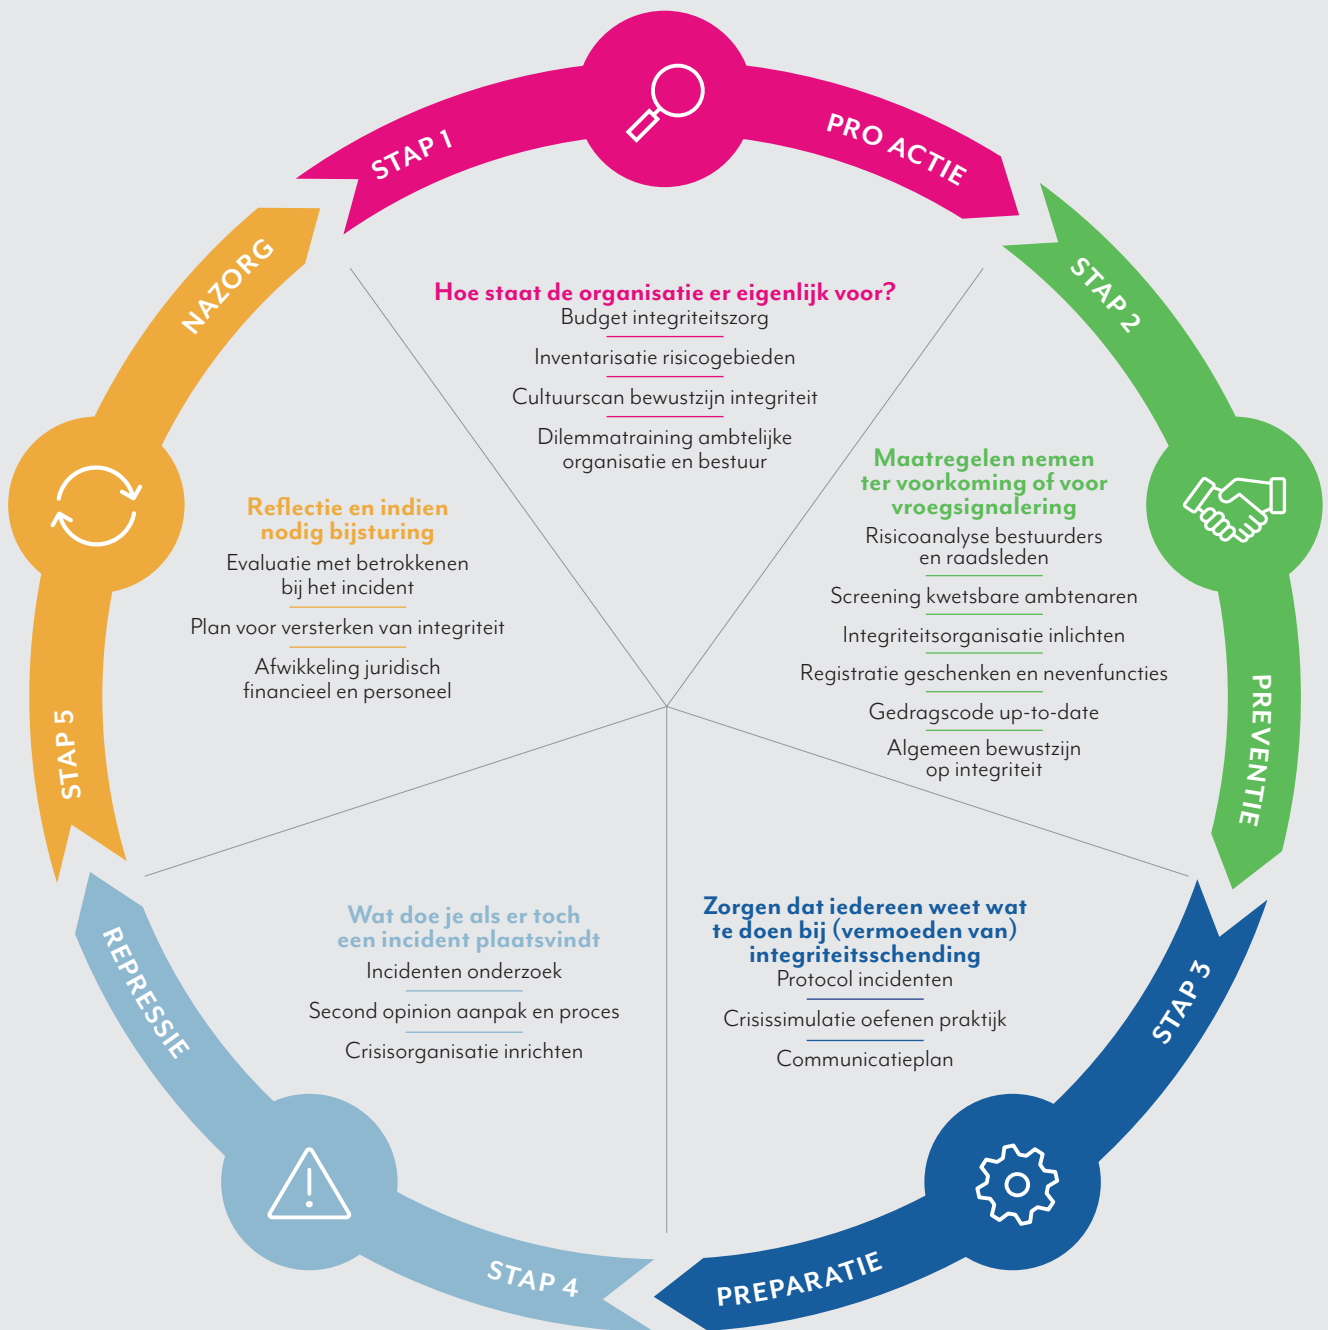 STAP 1
PRO ACTIE
Hoe staat de organisatie er eigenlijk voor?
Budget integriteitszorg
Inventarisatie risicogebieden
Cultuurscan bewustzijn integriteit
Dilemmatraining ambtelijke
organisatie en bestuur
STAP 2
PREVENTIE
Maatregelen nemen
ter voorkoming of voor
vroegsignalering
Risicoanalyse bestuurders
en raadsleden
Screening kwetsbare ambtenaren
Integriteitsorganisatie inlichten
Registratie geschenken en nevenfuncties
Gedragscode up-to-date
Algemeen bewustzijn
op integriteit
STAP 3
PREPARATIE
Zorgen dat iedereen weet wat
te doen bij (vermoeden van)
integriteitsschending
Protocol incidenten
Crisissimulatie oefenen praktijk
Communicatieplan
STAP 4
REPRESSIE
Wat doe je als er toch
een incident plaatsvindt
Incidenten onderzoek
Second opinion aanpak en proces
Crisisorganisatie inrichten
STAP 5
NAZORG
Reflectie en indien
nodig bijsturing
Evaluatie met betrokkenen
bij het incident
Plan voor versterken van integriteit
Afwikkeling juridisch
financieel en personeel